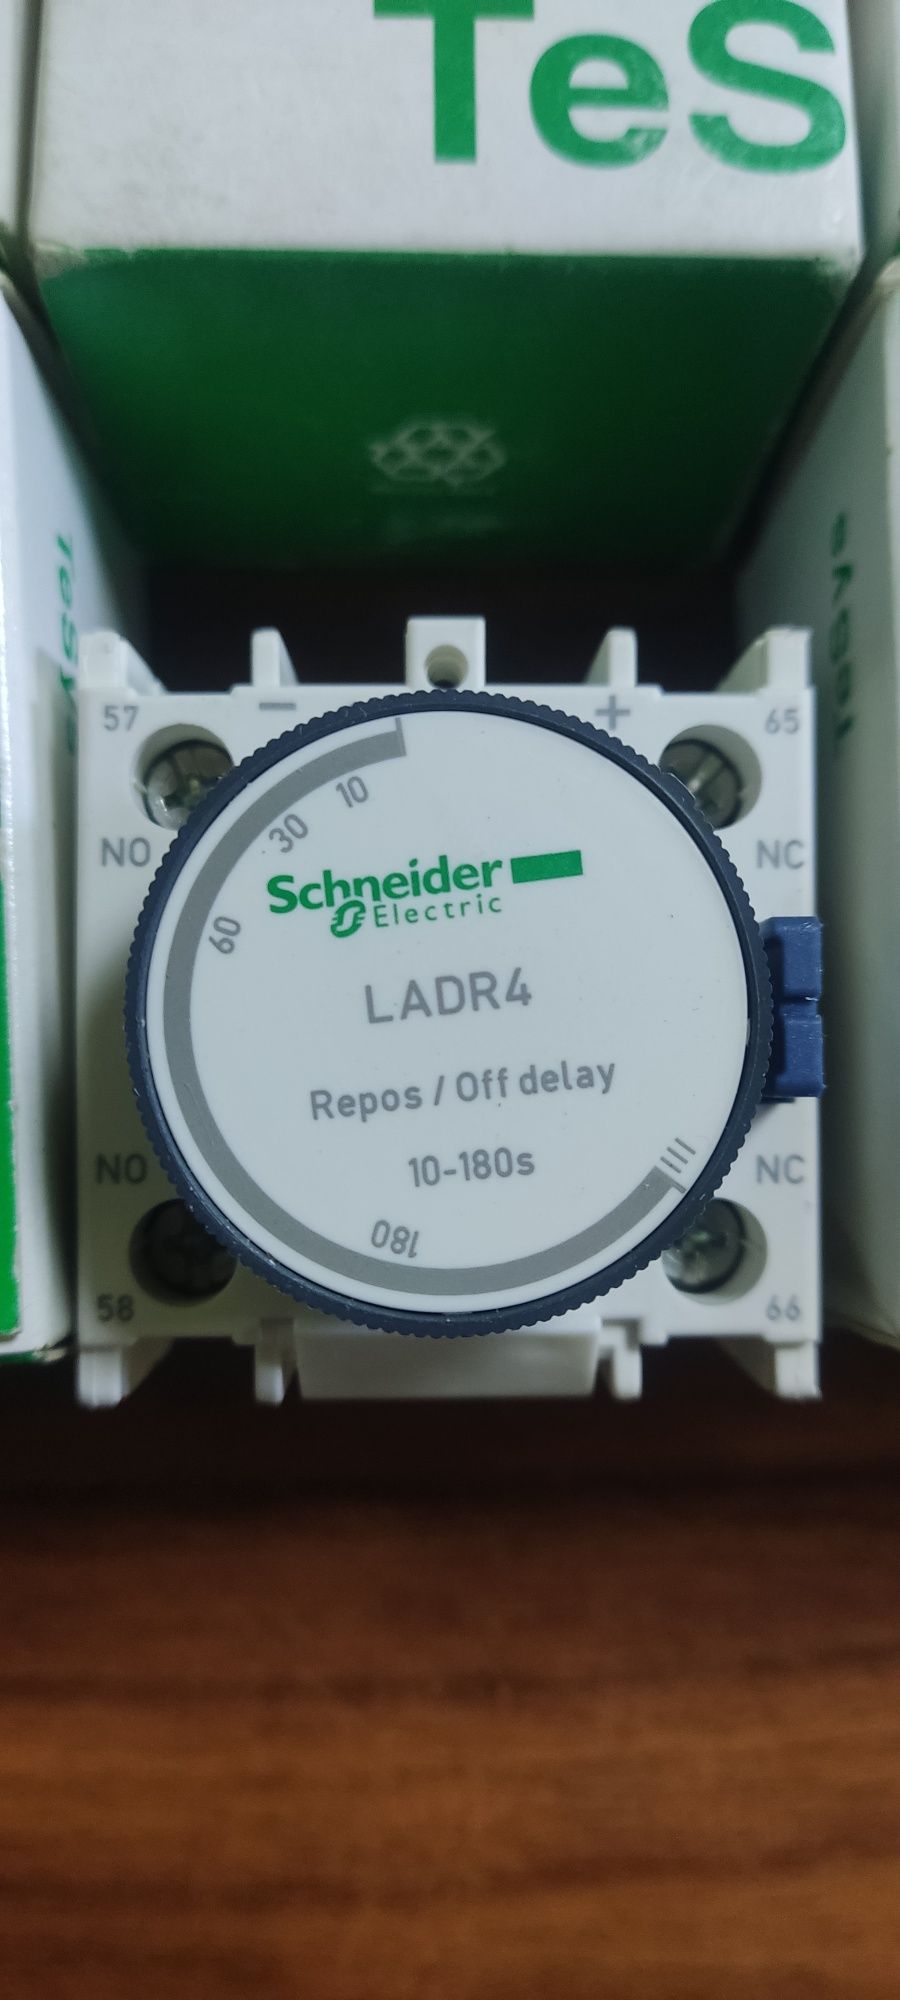 TeS
TeSys
57
−
+
65
10
30
60
NO
NC
Schneider
Electric
LADR4
Repos / Off delay
10-180s
180
NO
NC
58
66